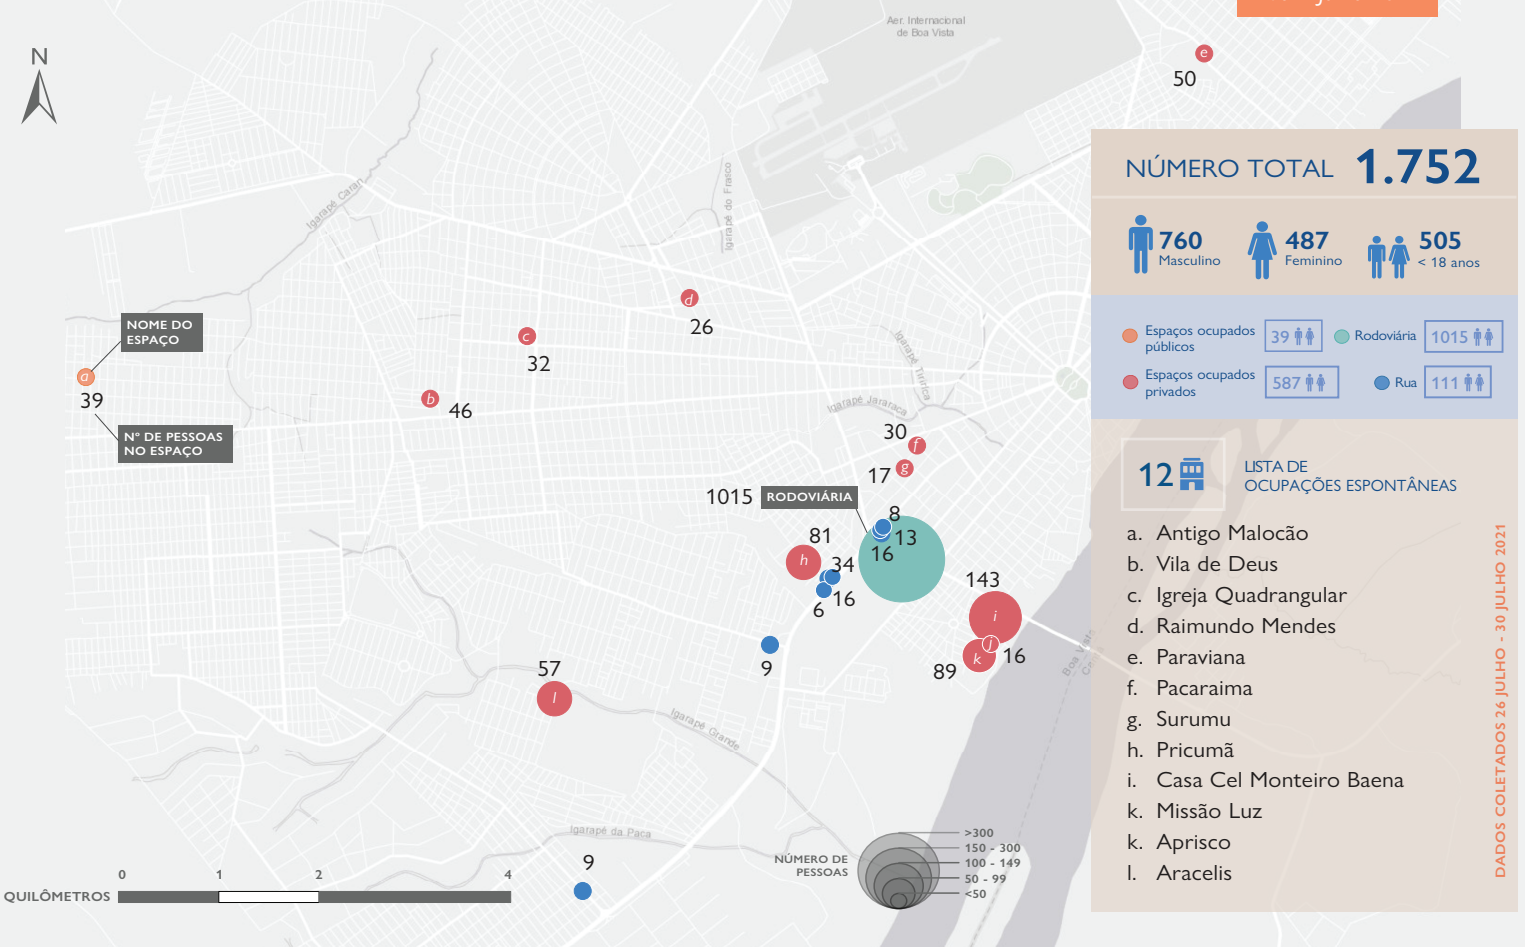 Aer. Internacional
de Boa Vista
N
e
50
NÚMERO TOTAL 1.752
760
Masculino
487
Feminino
505
< 18 anos
Igarapé Caran
Igarapé do Frasco
d
26
NOME DO
ESPAÇO
c
32
a
39
b
46
Nº DE PESSOAS
NO ESPAÇO
Igarapé Tiririca
Igarapé Jararaca
Espaços ocupados
públicos
39
Rodoviária
1015
Espaços ocupados
privados
587
Rua
111
30
f
17
g
1015
RODOVIÁRIA
8
13
16
81
h
34
16
6
143
i
j
16
k
89
9
57
l
Igarapé Grande
Boa Vista
Igarapé da Paca
9
12
LISTA DE
OCUPAÇÕES ESPONTÂNEAS
a. Antigo Malocão
b. Vila de Deus
c. Igreja Quadrangular
d. Raimundo Mendes
e. Paraviana
f. Pacaraima
g. Surumu
h. Pricumã
i. Casa Cel Monteiro Baena
k. Missão Luz
k. Aprisco
l. Aracelis
DADOS COLETADOS 26 JULHO - 30 JULHO 2021
NÚMERO DE
PESSOAS
>300
150 - 300
100 - 149
50 - 99
<50
0 1 2 4
QUILÔMETROS